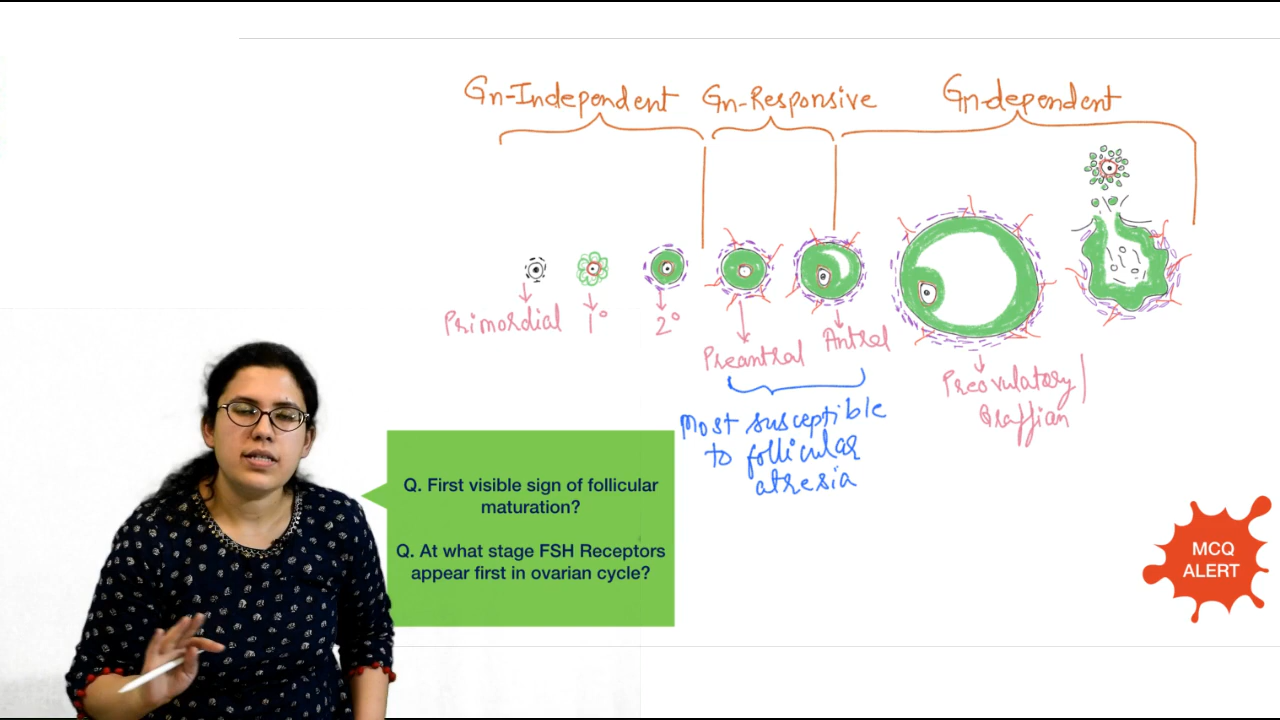 Gn-Independent
Gn-Responsive
Gn-dependent
Primordial
1°
2°
Preantral
Antral
Preovulatory/
Graffian
Most susceptible
to follicular
atresia
Q. First visible sign of follicular
maturation?
Q. At what stage FSH Receptors
appear first in ovarian cycle?
MCQ
ALERT